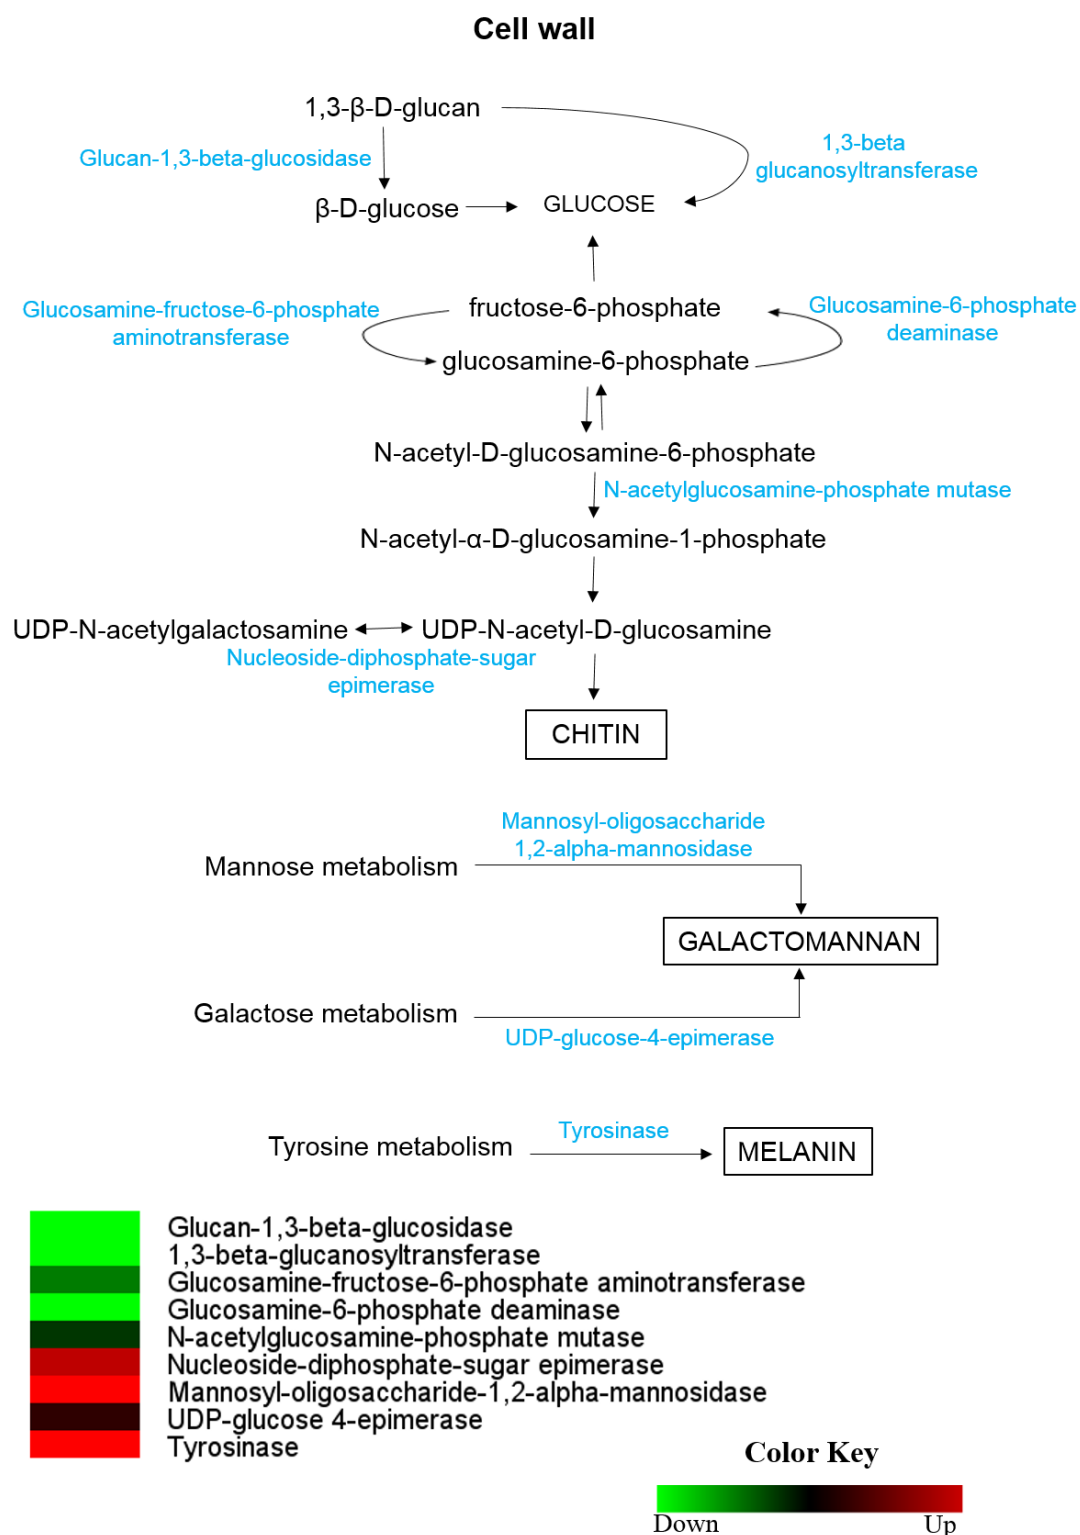 Cell wall
1,3-β-D-glucan
Glucan-1,3-beta-glucosidase
1,3-beta
glucanosyltransferase
β-D-glucose
GLUCOSE
Glucosamine-fructose-6-phosphate
aminotransferase
fructose-6-phosphate
Glucosamine-6-phosphate
deaminase
glucosamine-6-phosphate
N-acetyl-D-glucosamine-6-phosphate
N-acetylglucosamine-phosphate mutase
N-acetyl-α-D-glucosamine-1-phosphate
UDP-N-acetylgalactosamine
UDP-N-acetyl-D-glucosamine
Nucleoside-diphosphate-sugar
epimerase
CHITIN
Mannosyl-oligosaccharide
1,2-alpha-mannosidase
Mannose metabolism
GALACTOMANNAN
Galactose metabolism
UDP-glucose-4-epimerase
Tyrosine metabolism
Tyrosinase
MELANIN
Glucan-1,3-beta-glucosidase
1,3-beta-glucanosyltransferase
Glucosamine-fructose-6-phosphate aminotransferase
Glucosamine-6-phosphate deaminase
N-acetylglucosamine-phosphate mutase
Nucleoside-diphosphate-sugar epimerase
Mannosyl-oligosaccharide-1,2-alpha-mannosidase
UDP-glucose 4-epimerase
Tyrosinase
Color Key
Down
Up